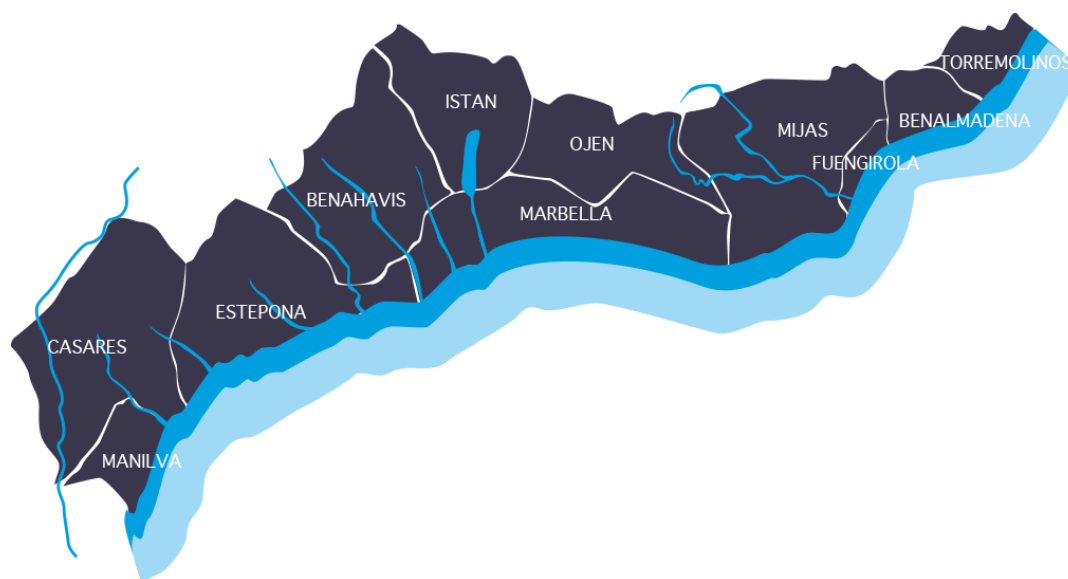 TORREMOLINOS
ISTAN
BENALMADENA
MIJAS
OJEN
FUENGIROLA
BENAHAVIS
MARBELLA
ESTEPONA
CASARES
MANILVA